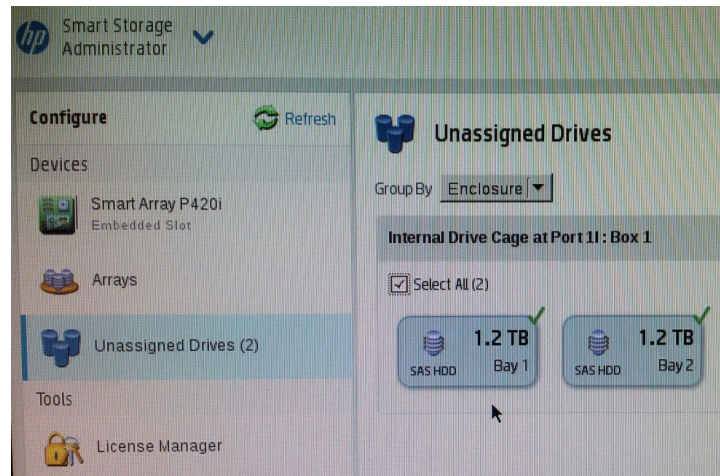 hp
Smart Storage
Administrator
Configure
Refresh
Devices
Smart Array P420i
Embedded Slot
Arrays
Unassigned Drives (2)
Tools
License Manager
Unassigned Drives
Group By Enclosure
Internal Drive Cage at Port 1I : Box 1
Select All (2)
1.2 TB
SAS HDD Bay 1
1.2 TB
SAS HDD Bay 2